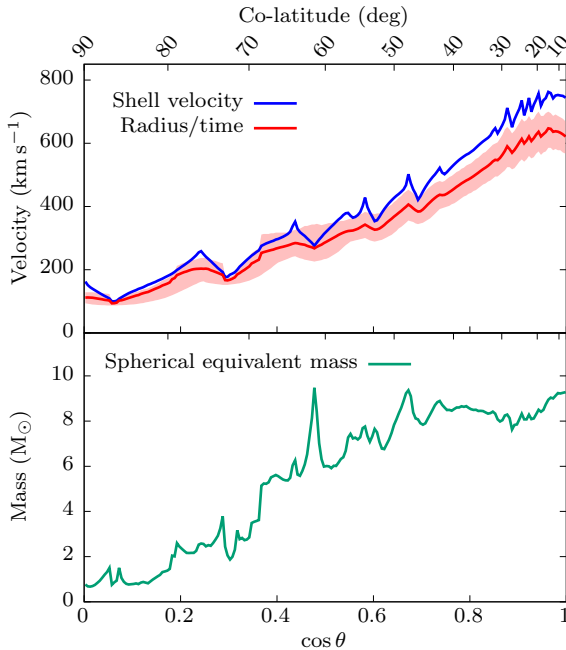 Co-latitude (deg)
90 80 70 60 50 40 30 20 10
800
600
400
200
0
Velocity (km s⁻¹)
Shell velocity
Radius/time
Spherical equivalent mass
10
8
6
4
2
0
Mass (M⊙)
0 0.2 0.4 0.6 0.8 1
cos θ